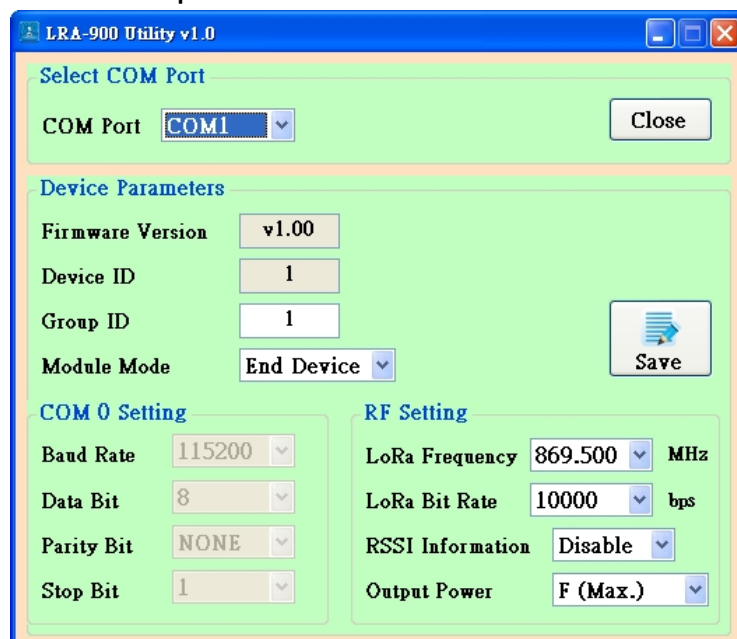 LRA-900 Utility v1.0
Select COM Port
COM Port COM1 Close
Device Parameters
Firmware Version v1.00
Device ID 1
Group ID 1
Module Mode End Device Save
COM 0 Setting
Baud Rate 115200
Data Bit 8
Parity Bit NONE
Stop Bit 1
RF Setting
LoRa Frequency 869.500 MHz
LoRa Bit Rate 10000 bps
RSSI Information Disable
Output Power F (Max.)